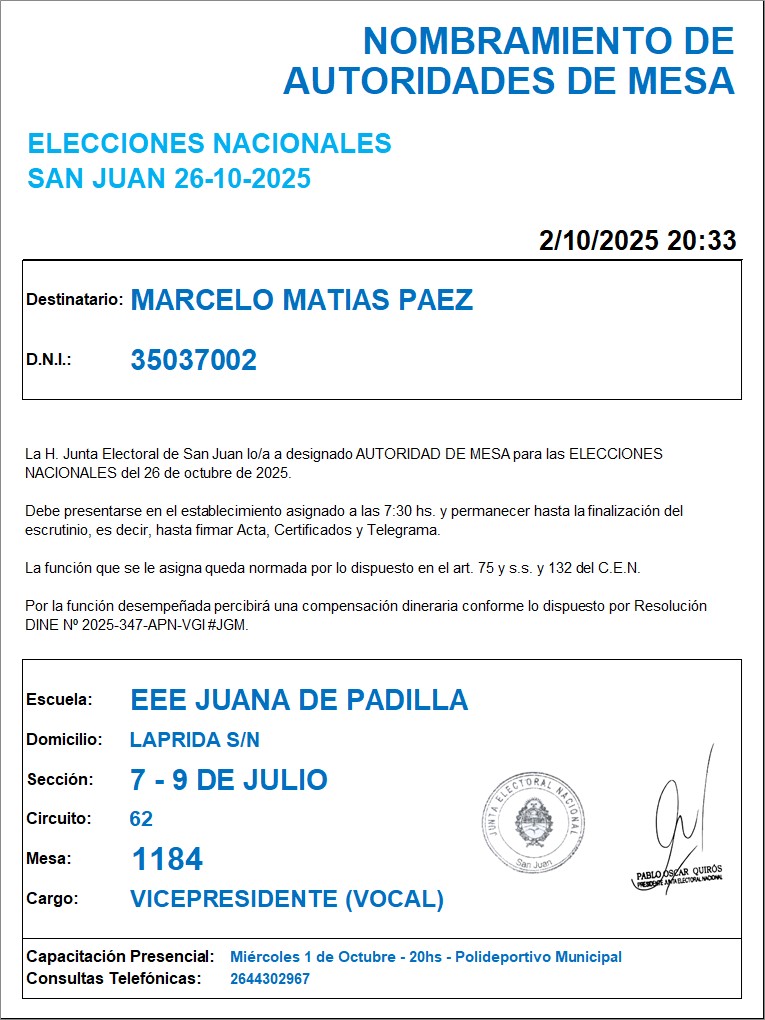 NOMBRAMIENTO DE
AUTORIDADES DE MESA
ELECCIONES NACIONALES
SAN JUAN 26-10-2025
2/10/2025 20:33
Destinatario: MARCELO MATIAS PAEZ
D.N.I.: 35037002
La H. Junta Electoral de San Juan lo/a a designado AUTORIDAD DE MESA para las ELECCIONES
NACIONALES del 26 de octubre de 2025.
Debe presentarse en el establecimiento asignado a las 7:30 hs. y permanecer hasta la finalización del
escrutinio, es decir, hasta firmar Acta, Certificados y Telegrama.
La función que se le asigna queda normada por lo dispuesto en el art. 75 y s.s. y 132 del C.E.N.
Por la función desempeñada percibirá una compensación dineraria conforme lo dispuesto por Resolución
DINE Nº 2025-347-APN-VGI#JGM.
Escuela: EEE JUANA DE PADILLA
Domicilio: LAPRIDA S/N
Sección: 7 - 9 DE JULIO
Circuito: 62
Mesa: 1184
Cargo: VICEPRESIDENTE (VOCAL)
JUNTA ELECTORAL NACIONAL
San Juan
PABLO OSCAR QUIRÓS
PRESIDENTE JUNTA ELECTORAL NACIONAL
Capacitación Presencial: Miércoles 1 de Octubre - 20hs - Polideportivo Municipal
Consultas Telefónicas: 2644302967